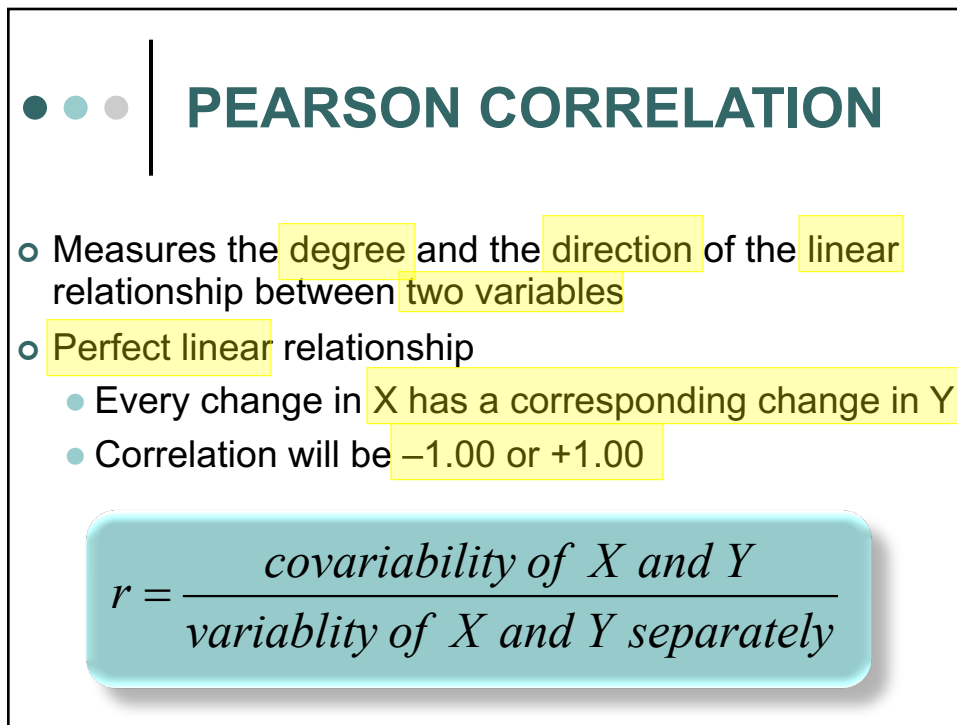 PEARSON CORRELATION
Measures the degree and the direction of the linear
relationship between two variables
Perfect linear relationship
Every change in X has a corresponding change in Y
Correlation will be –1.00 or +1.00
r = covariability of X and Y
variablity of X and Y separately